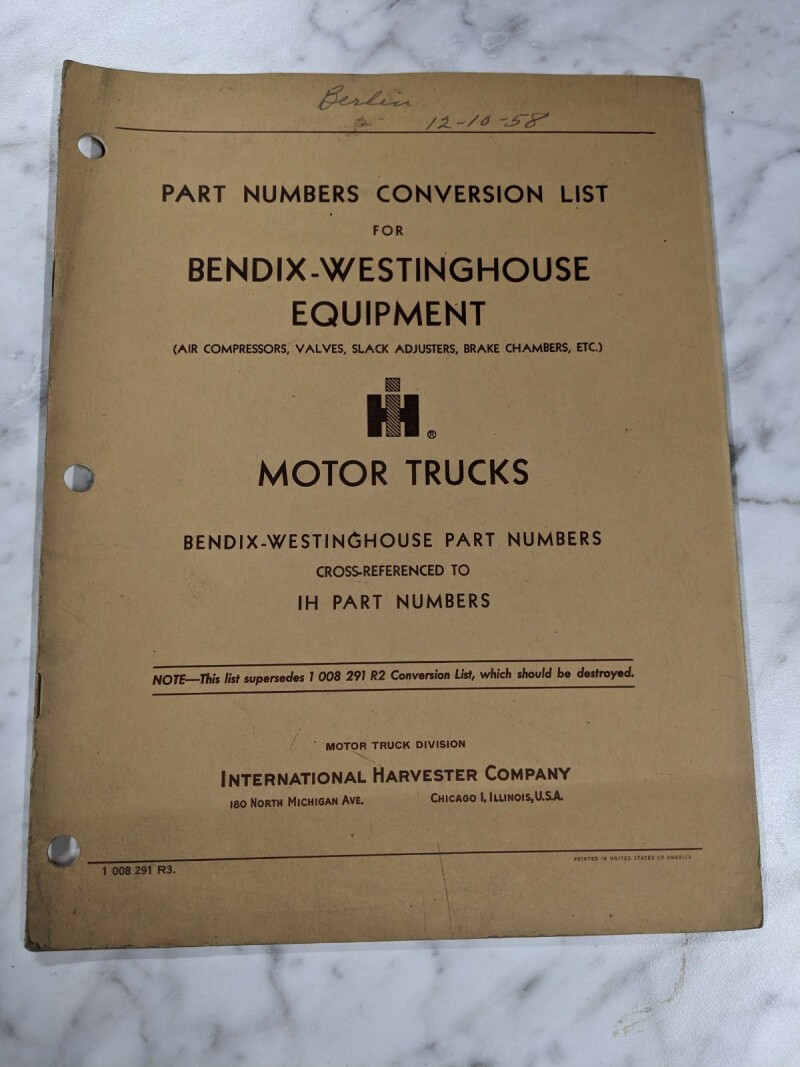 Berlin
12-10-58
PART NUMBERS CONVERSION LIST
FOR
BENDIX-WESTINGHOUSE
EQUIPMENT
(AIR COMPRESSORS, VALVES, SLACK ADJUSTERS, BRAKE CHAMBERS, ETC.)
IH ®
MOTOR TRUCKS
BENDIX-WESTINGHOUSE PART NUMBERS
CROSS-REFERENCED TO
IH PART NUMBERS
NOTE—This list supersedes 1 008 291 R2 Conversion List, which should be destroyed.
MOTOR TRUCK DIVISION
INTERNATIONAL HARVESTER COMPANY
180 NORTH MICHIGAN AVE. CHICAGO 1, ILLINOIS, U.S.A.
PRINTED IN UNITED STATES OF AMERICA
1 008 291 R3.